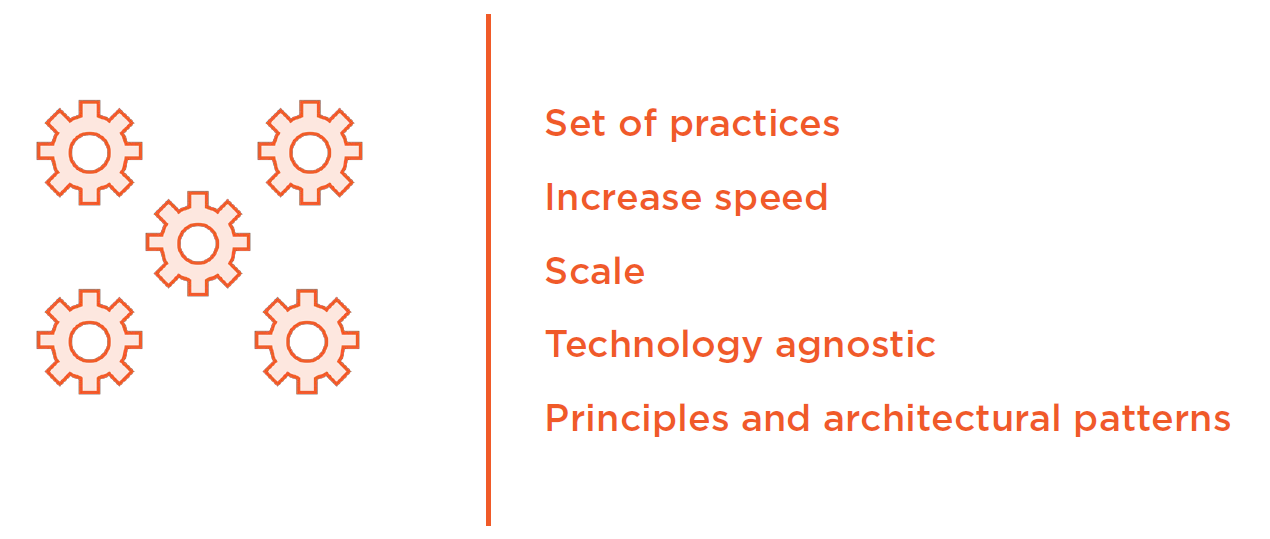 Set of practices
Increase speed
Scale
Technology agnostic
Principles and architectural patterns